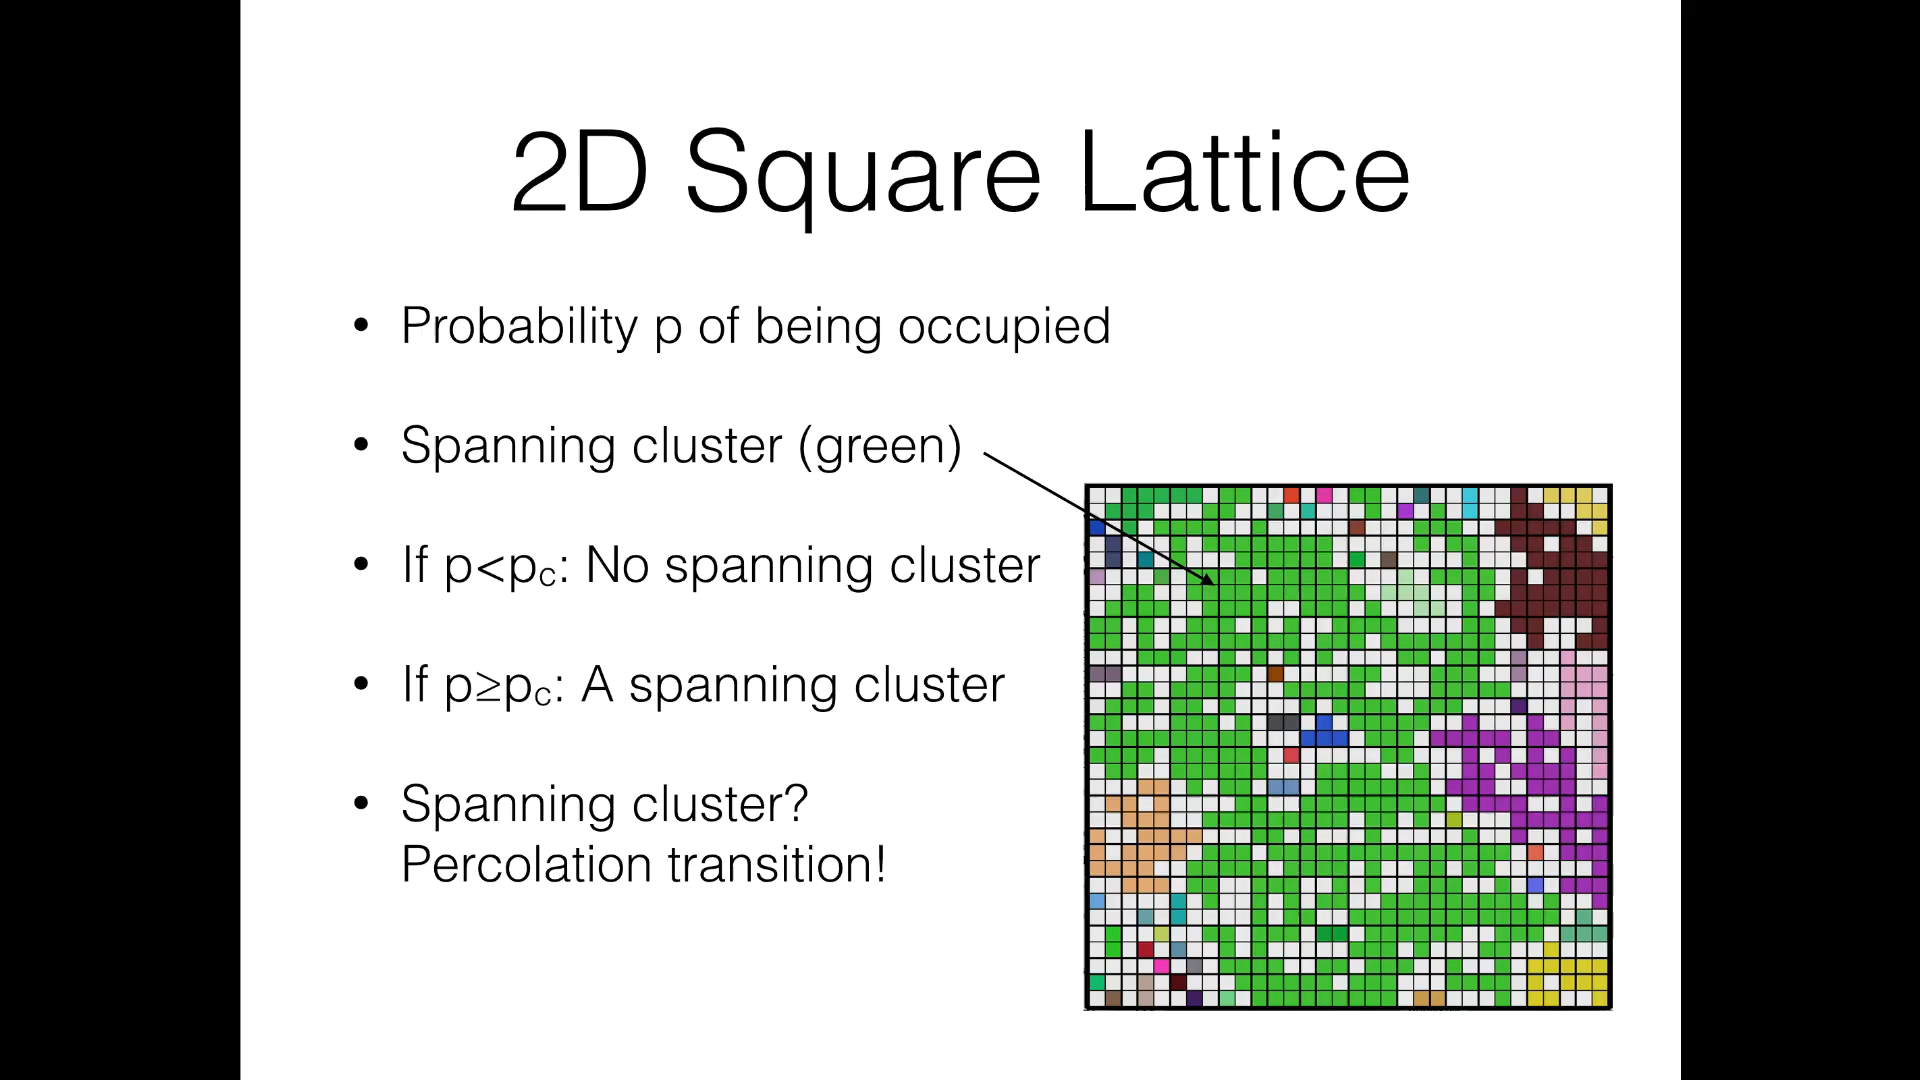 2D Square Lattice
• Probability p of being occupied
• Spanning cluster (green)
• If p<pc: No spanning cluster
• If p≥pc: A spanning cluster
• Spanning cluster?
Percolation transition!